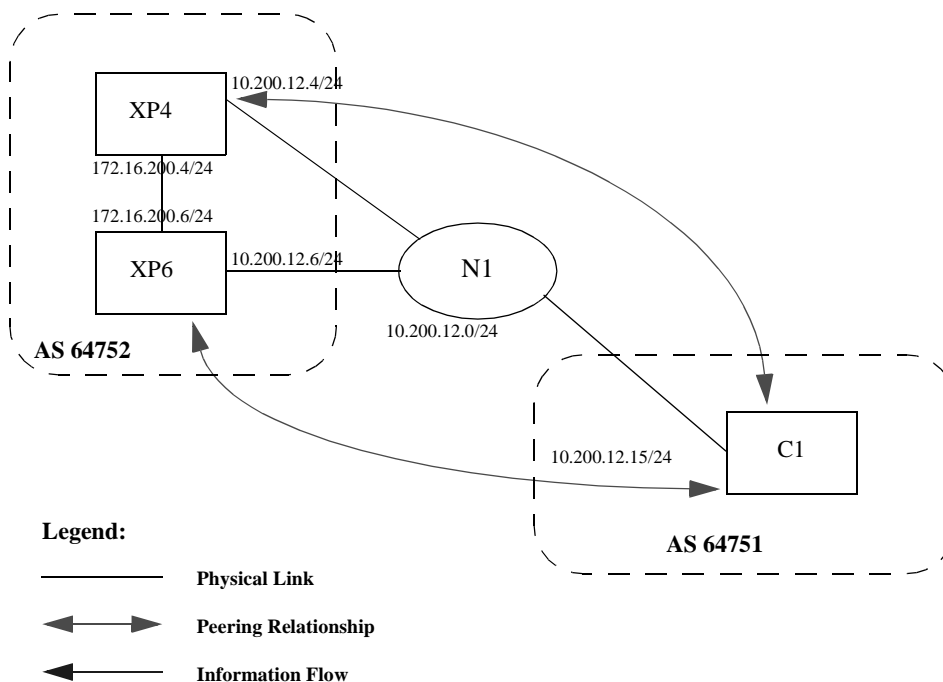 10.200.12.4/24
XP4
172.16.200.4/24
172.16.200.6/24
XP6
10.200.12.6/24
N1
10.200.12.0/24
AS 64752
10.200.12.15/24
C1
AS 64751
Legend:
Physical Link
Peering Relationship
Information Flow